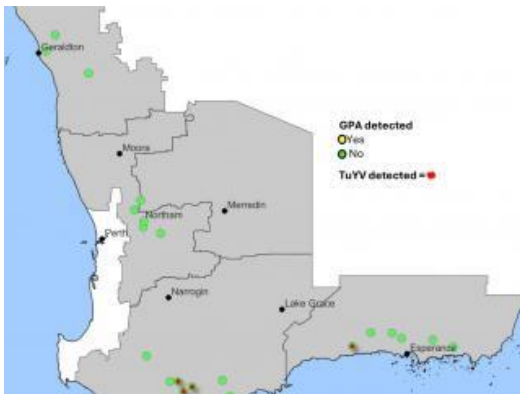 Geraldton
Moora
GPA detected
Yes
No
TuYV detected =
Merredin
Northam
Perth
Narrogin
Lake Grace
Esperance